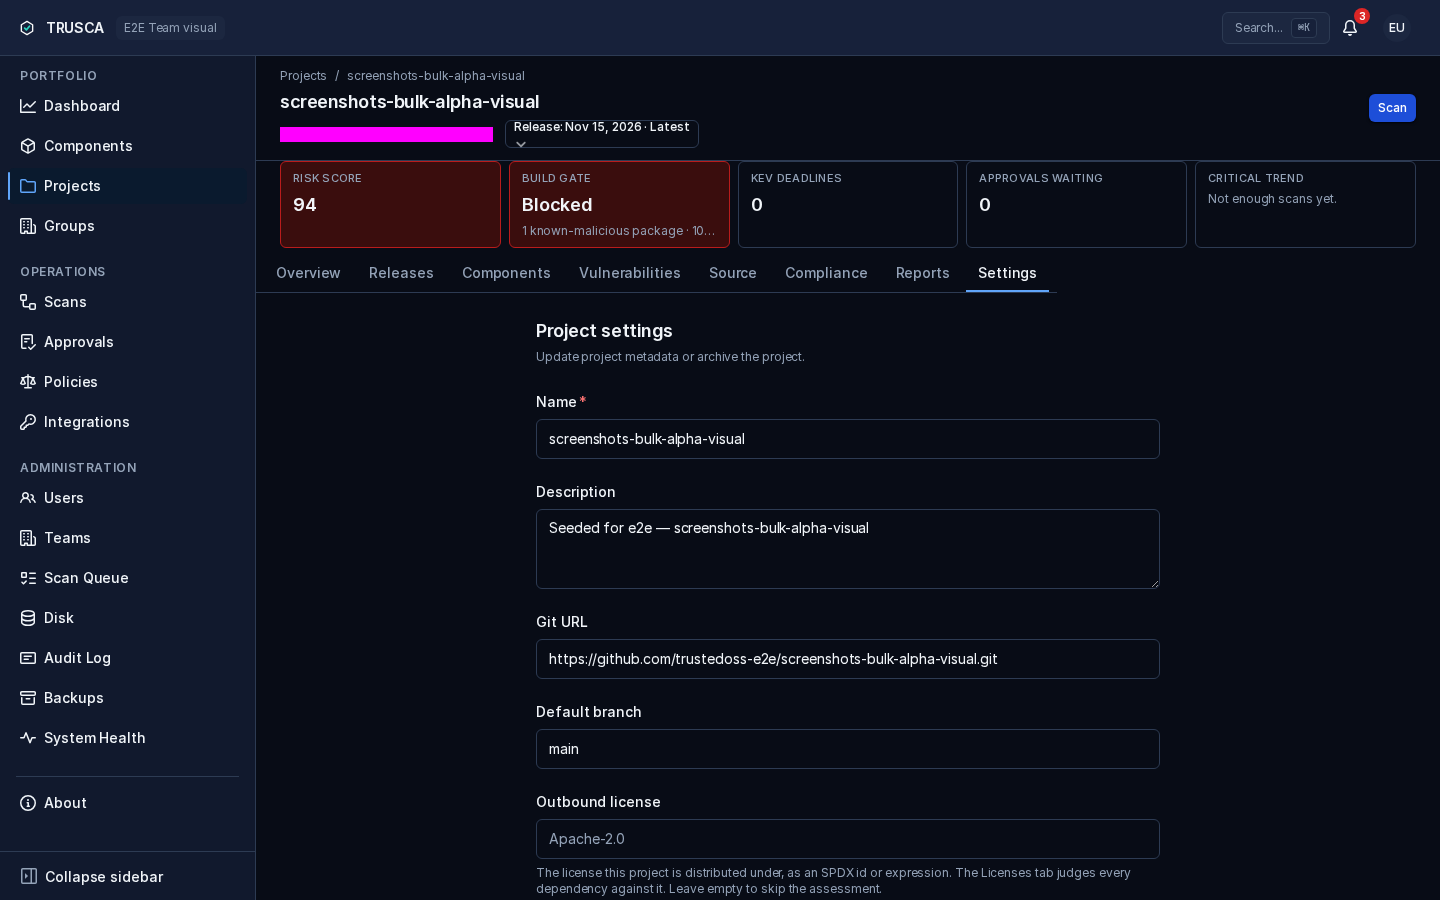 TRUSCA
E2E Team visual
Search...
⌘K
3
EU
PORTFOLIO
Dashboard
Components
Projects
Groups
OPERATIONS
Scans
Approvals
Policies
Integrations
ADMINISTRATION
Users
Teams
Scan Queue
Disk
Audit Log
Backups
System Health
About
Collapse sidebar
Projects / screenshots-bulk-alpha-visual
screenshots-bulk-alpha-visual
Release: Nov 15, 2026 · Latest
Scan
RISK SCORE
94
BUILD GATE
Blocked
1 known-malicious package · 10…
KEV DEADLINES
0
APPROVALS WAITING
0
CRITICAL TREND
Not enough scans yet.
Overview
Releases
Components
Vulnerabilities
Source
Compliance
Reports
Settings
Project settings
Update project metadata or archive the project.
Name *
screenshots-bulk-alpha-visual
Description
Seeded for e2e — screenshots-bulk-alpha-visual
Git URL
https://github.com/trustedoss-e2e/screenshots-bulk-alpha-visual.git
Default branch
main
Outbound license
Apache-2.0
The license this project is distributed under, as an SPDX id or expression. The Licenses tab judges every
dependency against it. Leave empty to skip the assessment.